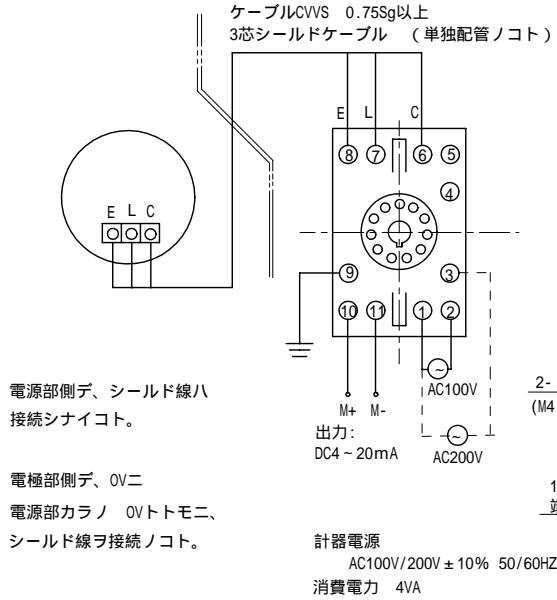 ケーブルCVVS 0.75Sg以上
3芯シールドケーブル (単独配管ノコト)
E L C
8 7 6 5
4
E L C
9 3
10 11 1 2
AC100V
M+ M-
AC200V
出力:
DC4~20mA
2-
(M4
1
電源部側デ、シールド線ハ
接続シナイコト。
電極部側デ、0Vニ
電源部カラノ 0Vトトモニ、
シールド線ヲ接続ノコト。
計器電源
AC100V/200V±10% 50/60HZ
消費電力 4VA